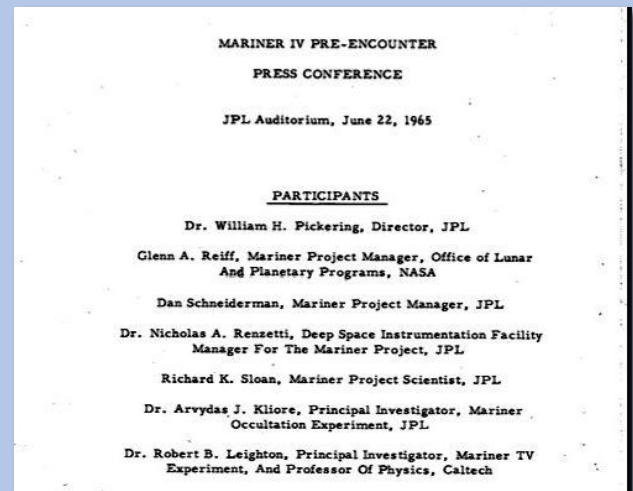 MARINER IV PRE-ENCOUNTER
PRESS CONFERENCE
JPL Auditorium, June 22, 1965
PARTICIPANTS
Dr. William H. Pickering, Director, JPL
Glenn A. Reiff, Mariner Project Manager, Office of Lunar
And Planetary Programs, NASA
Dan Schneiderman, Mariner Project Manager, JPL
Dr. Nicholas A. Renzetti, Deep Space Instrumentation Facility
Manager For The Mariner Project, JPL
Richard K. Sloan, Mariner Project Scientist, JPL
Dr. Arvydas J. Kliore, Principal Investigator, Mariner
Occultation Experiment, JPL
Dr. Robert B. Leighton, Principal Investigator, Mariner TV
Experiment, And Professor Of Physics, Caltech